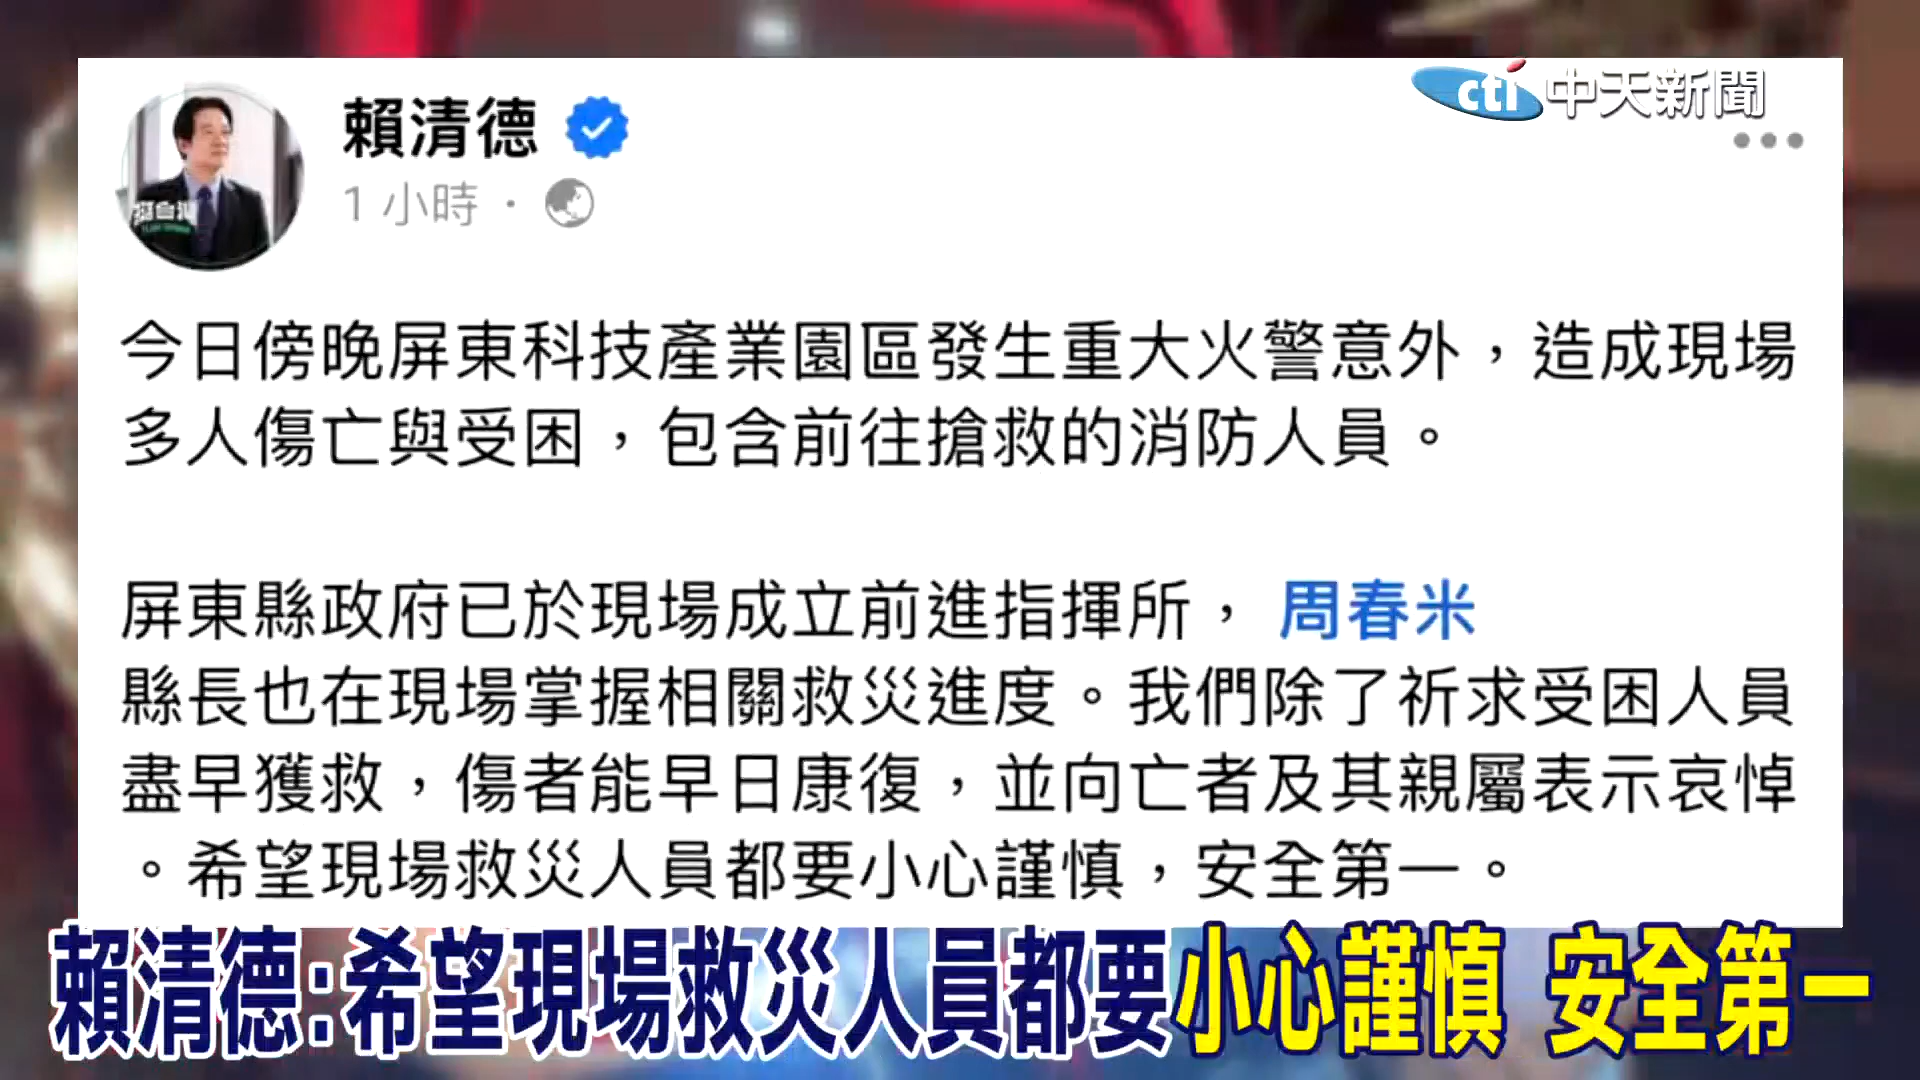 cti 中天新聞
賴清德
1 小時 ·
今日傍晚屏東科技產業園區發生重大火警意外，造成現場
多人傷亡與受困，包含前往搶救的消防人員。
屏東縣政府已於現場成立前進指揮所， 周春米
縣長也在現場掌握相關救災進度。我們除了祈求受困人員
盡早獲救，傷者能早日康復，並向亡者及其親屬表示哀悼
。希望現場救災人員都要小心謹慎，安全第一。
賴清德:希望現場救災人員都要小心謹慎 安全第一